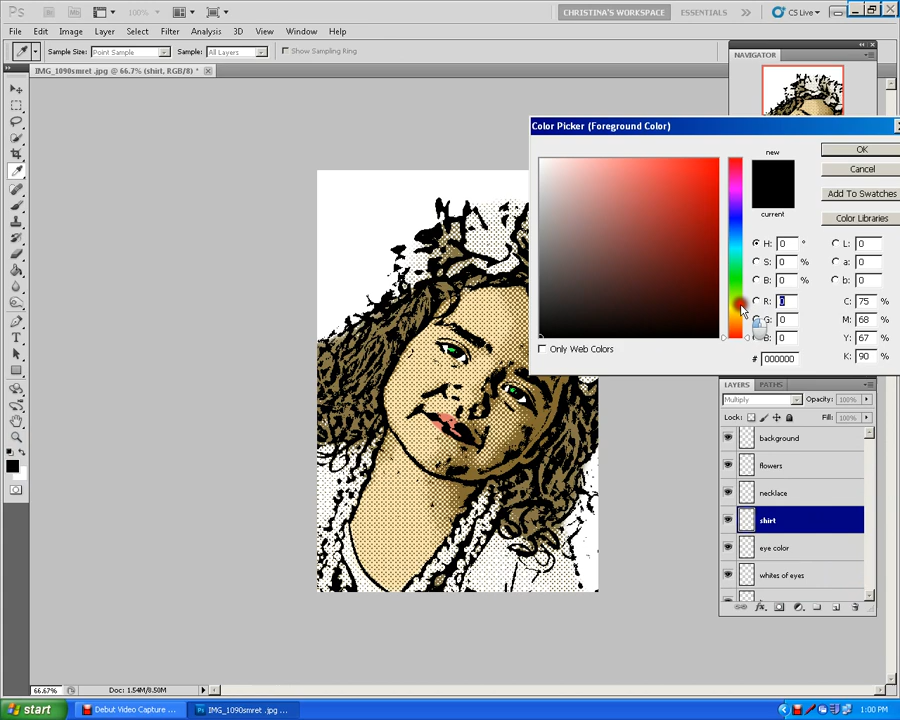 Ps
Br
Mb
100%
CHRISTINA'S WORKSPACE
ESSENTIALS
CS Live
File Edit Image Layer Select Filter Analysis 3D View Window Help
Sample Size: Point Sample Sample: All Layers Show Sampling Ring
IMG_1090smret .jpg @ 66.7% (shirt, RGB/8) *
NAVIGATOR
Color Picker (Foreground Color)
new
current
OK
Cancel
Add To Swatches
Color Libraries
H: 0 ° L: 0
S: 0 % a: 0
B: 0 % b: 0
R: 0 C: 75 %
G: 0 M: 68 %
B: 0 Y: 67 %
# 000000 K: 90 %
Only Web Colors
LAYERS PATHS
Multiply Opacity: 100%
Lock: Fill: 100%
background
flowers
necklace
shirt
eye color
whites of eyes
66.67% Doc: 1.54M/8.50M
start Debut Video Capture ... IMG_1090smret .jpg ... 1:00 PM